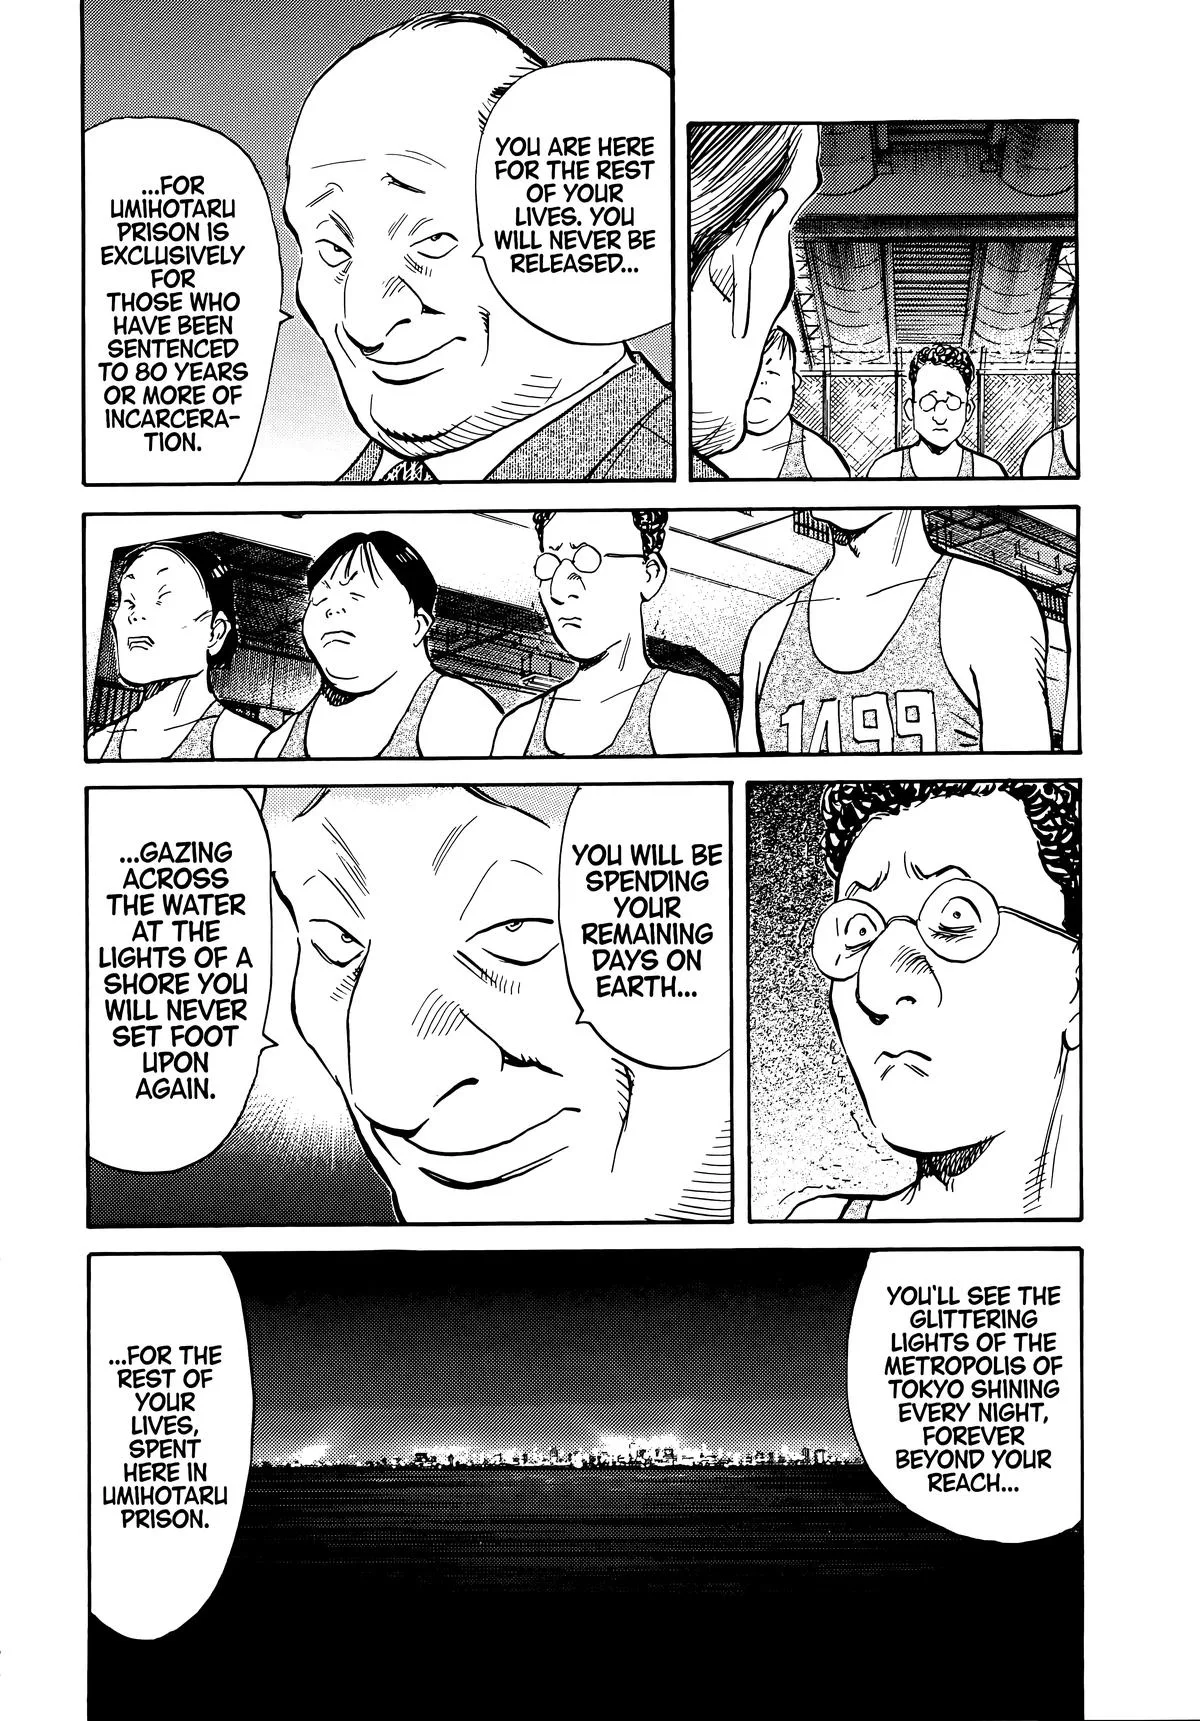 YOU ARE HERE
FOR THE REST
OF YOUR
LIVES. YOU
WILL NEVER BE
RELEASED...
...FOR
UMIHOTARU
PRISON IS
EXCLUSIVELY
FOR
THOSE WHO
HAVE BEEN
SENTENCED
TO 80 YEARS
OR MORE OF
INCARCERA-
TION.
1499
YOU WILL BE
SPENDING
YOUR
REMAINING
DAYS ON
EARTH...
...GAZING
ACROSS
THE WATER
AT THE
LIGHTS OF A
SHORE YOU
WILL NEVER
SET FOOT
UPON
AGAIN.
YOU'LL SEE THE
GLITTERING
LIGHTS OF THE
METROPOLIS OF
TOKYO SHINING
EVERY NIGHT,
FOREVER
BEYOND YOUR
REACH...
...FOR THE
REST OF
YOUR
LIVES,
SPENT
HERE IN
UMIHOTARU
PRISON.